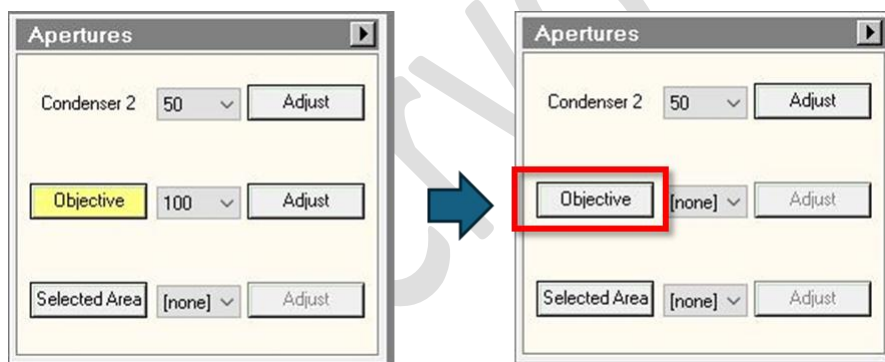 Apertures
Condenser 2 50 Adjust
Objective 100 Adjust
Selected Area [none] Adjust
Apertures
Condenser 2 50 Adjust
Objective [none] Adjust
Selected Area [none] Adjust